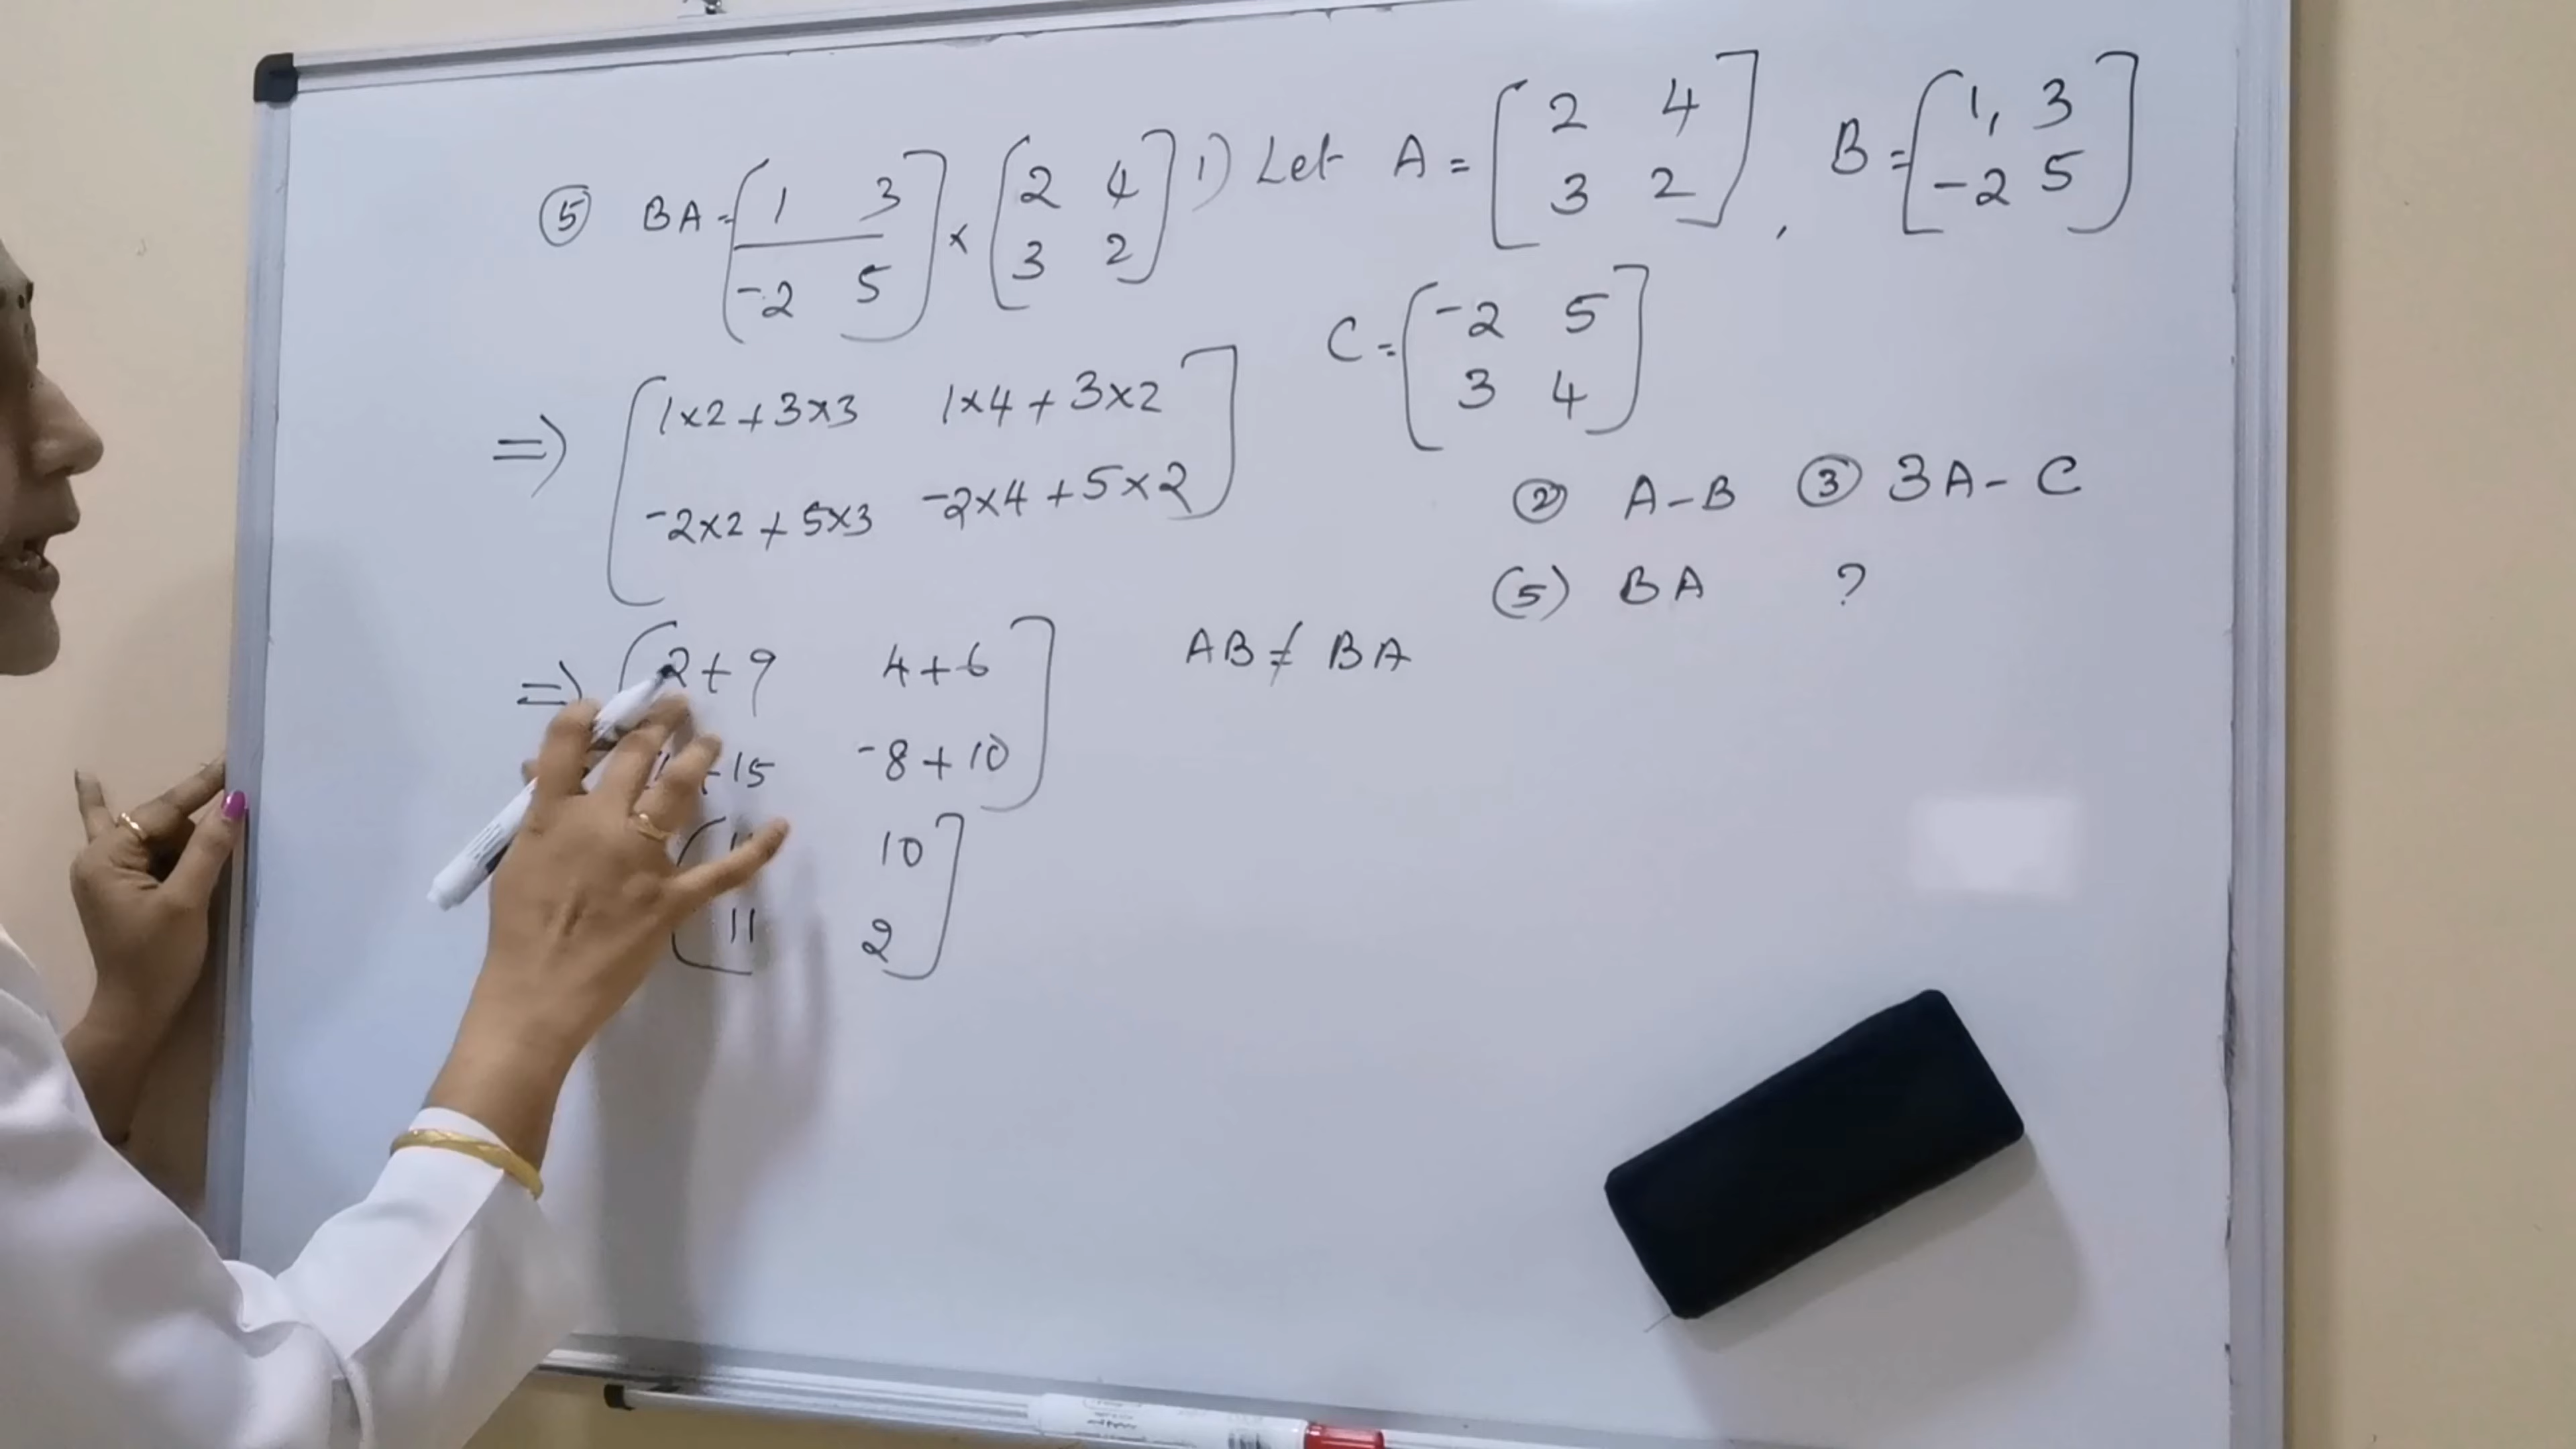 ⑤ BA = [1 3
-2 5] × [2 4
3 2]
⇒ [1×2+3×3 1×4+3×2
-2×2+5×3 -2×4+5×2]
⇒ [2+9 4+6
15 -8+10]
[ 10
11 2]
1) Let A = [2 4
3 2] , B = [1, 3
-2 5]
C = [-2 5
3 4]
② A-B ③ 3A-C
(5) BA ?
AB ≠ BA